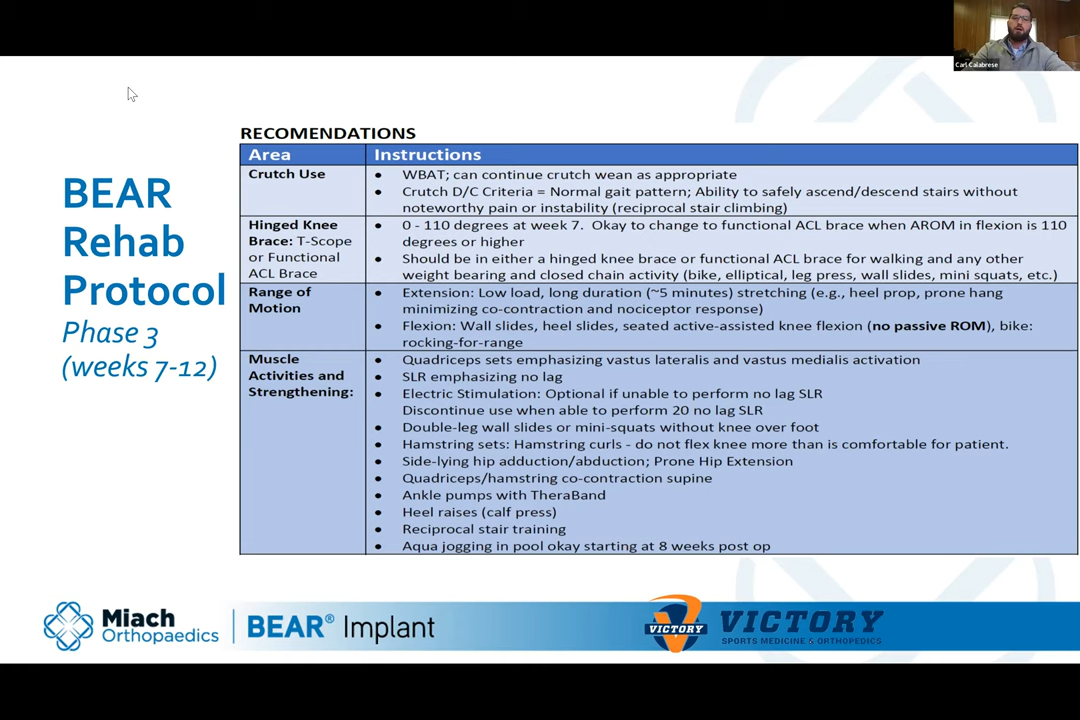 Carl Calabrese
BEAR
Rehab
Protocol
Phase 3
(weeks 7-12)
RECOMENDATIONS
Area Instructions
Crutch Use
• WBAT; can continue crutch wean as appropriate
• Crutch D/C Criteria = Normal gait pattern; Ability to safely ascend/descend stairs without
noteworthy pain or instability (reciprocal stair climbing)
Hinged Knee
Brace: T-Scope
or Functional
ACL Brace
• 0 - 110 degrees at week 7. Okay to change to functional ACL brace when AROM in flexion is 110
degrees or higher
• Should be in either a hinged knee brace or functional ACL brace for walking and any other
weight bearing and closed chain activity (bike, elliptical, leg press, wall slides, mini squats, etc.)
Range of
Motion
• Extension: Low load, long duration (~5 minutes) stretching (e.g., heel prop, prone hang
minimizing co-contraction and nociceptor response)
• Flexion: Wall slides, heel slides, seated active-assisted knee flexion (no passive ROM), bike:
rocking-for-range
Muscle
Activities and
Strengthening:
• Quadriceps sets emphasizing vastus lateralis and vastus medialis activation
• SLR emphasizing no lag
• Electric Stimulation: Optional if unable to perform no lag SLR
Discontinue use when able to perform 20 no lag SLR
• Double-leg wall slides or mini-squats without knee over foot
• Hamstring sets: Hamstring curls - do not flex knee more than is comfortable for patient.
• Side-lying hip adduction/abduction; Prone Hip Extension
• Quadriceps/hamstring co-contraction supine
• Ankle pumps with TheraBand
• Heel raises (calf press)
• Reciprocal stair training
• Aqua jogging in pool okay starting at 8 weeks post op
Miach
Orthopaedics
BEAR® Implant
VICTORY
VICTORY
SPORTS MEDICINE & ORTHOPEDICS